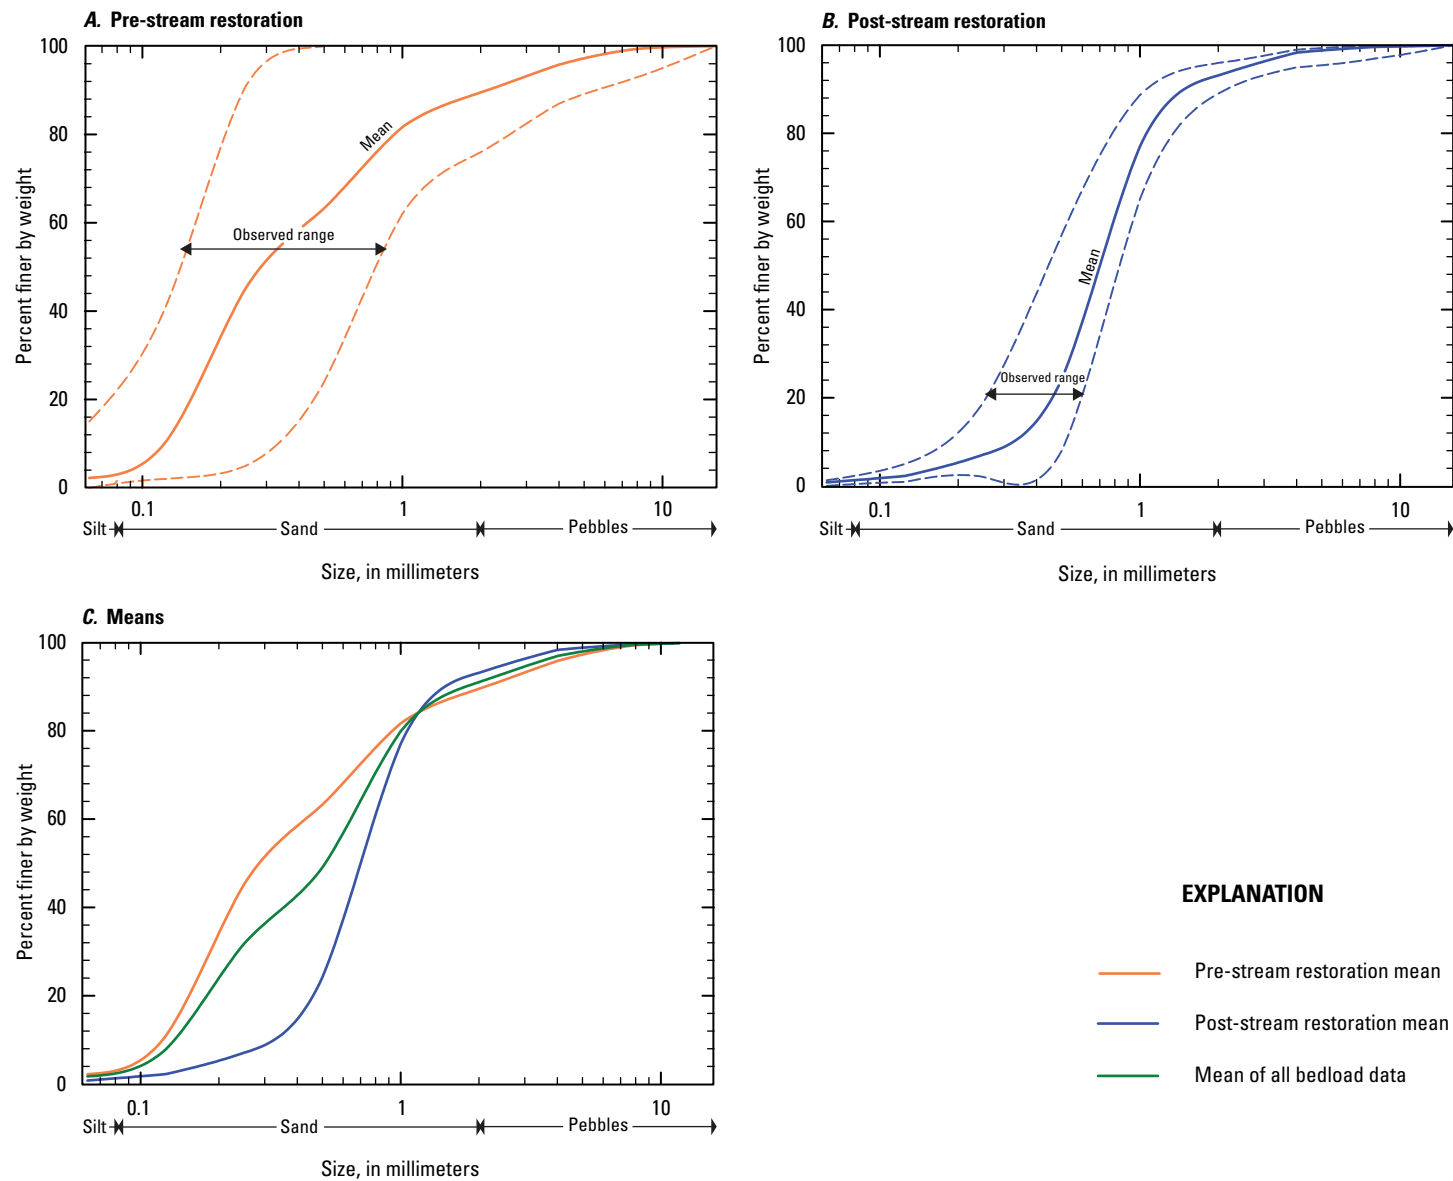 A. Pre-stream restoration
100
80
60
40
20
0
Percent finer by weight
Mean
Observed range
0.1 1 10
Silt Sand Pebbles
Size, in millimeters
B. Post-stream restoration
100
80
60
40
20
0
Percent finer by weight
Mean
Observed range
0.1 1 10
Silt Sand Pebbles
Size, in millimeters
C. Means
100
80
60
40
20
0
Percent finer by weight
0.1 1 10
Silt Sand Pebbles
Size, in millimeters
EXPLANATION
Pre-stream restoration mean
Post-stream restoration mean
Mean of all bedload data